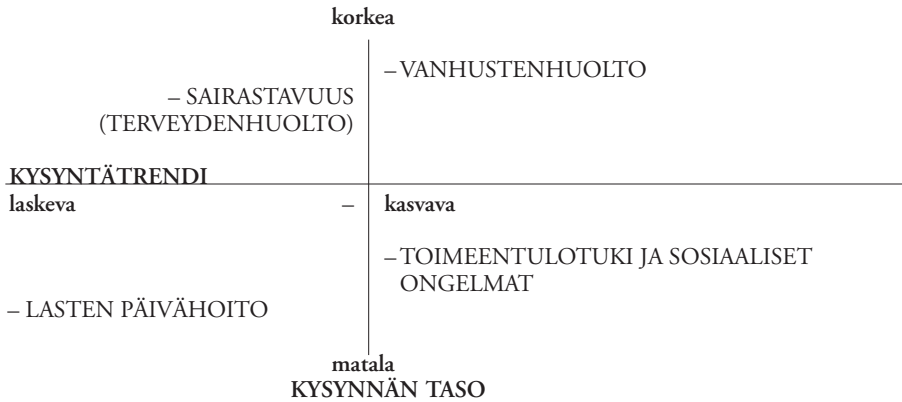 korkea
– VANHUSTENHUOLTO
– SAIRASTAVUUS
(TERVEYDENHUOLTO)
KYSYNTÄTRENDI
laskeva – kasvava
– TOIMEENTULOTUKI JA SOSIAALISET
ONGELMAT
– LASTEN PÄIVÄHOITO
matala
KYSYNNÄN TASO